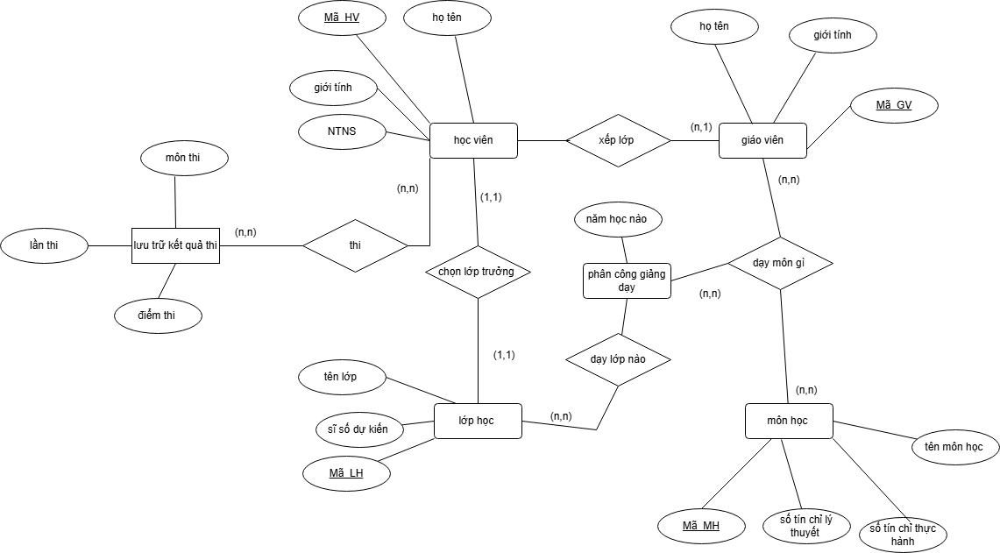 Mã_HV
họ tên
họ tên
giới tính
giới tính
Mã_GV
NTNS
học viên
xếp lớp
(n,1)
giáo viên
môn thi
(n,n)
(1,1)
(n,n)
lần thi
lưu trữ kết quả thi
(n,n)
thi
chọn lớp trưởng
năm học nào
phân công giảng
dạy
(n,n)
dạy môn gì
điểm thi
(1,1)
dạy lớp nào
tên lớp
(n,n)
(n,n)
sĩ số dự kiến
lớp học
môn học
Mã_LH
tên môn học
Mã_MH
số tín chỉ lý
thuyết
số tín chỉ thực
hành